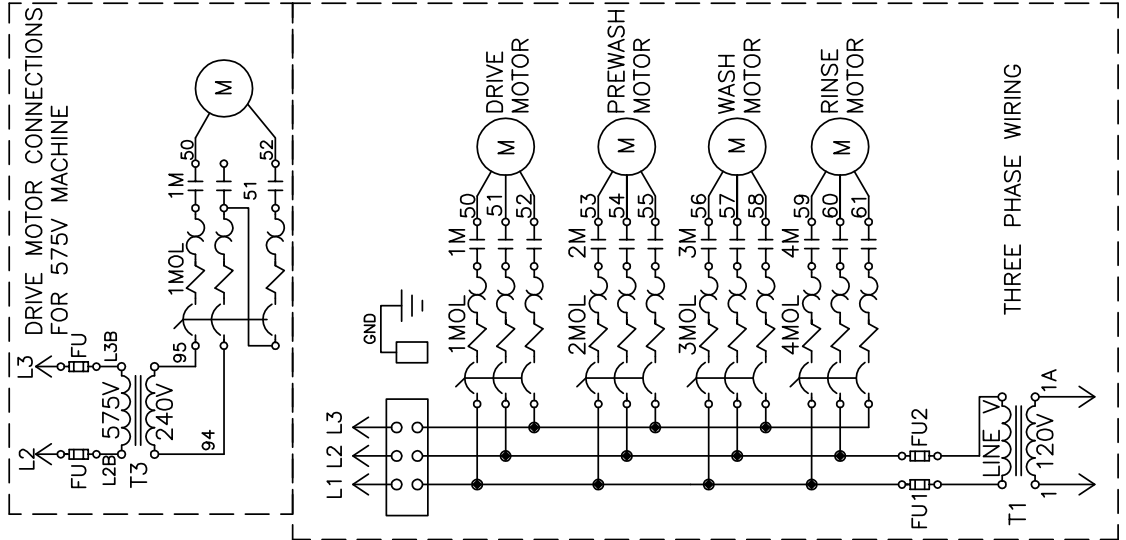 DRIVE MOTOR CONNECTIONS
FOR 575V MACHINE
L2
L3
FU
FU
L2B
L3B
575V
T3
240V
94
95
1MOL
1M
50
51
52
M
GND
L1
L2
L3
1MOL
1M
50
51
52
M
DRIVE
MOTOR
2MOL
2M
53
54
55
M
PREWASH
MOTOR
3MOL
3M
56
57
58
M
WASH
MOTOR
4MOL
4M
59
60
61
M
RINSE
MOTOR
FU1
FU2
LINE V
T1
120V
1
1A
THREE PHASE WIRING